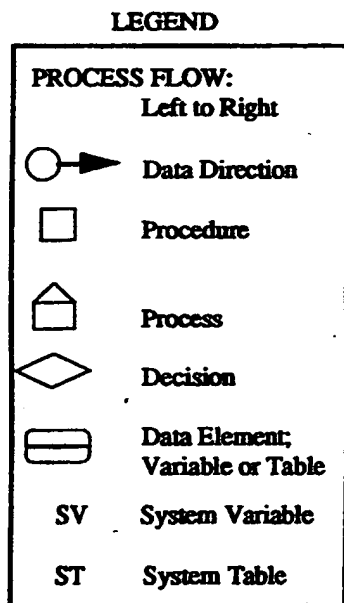 LEGEND
PROCESS FLOW:
Left to Right
Data Direction
Procedure
Process
Decision
Data Element;
Variable or Table
SV System Variable
ST System Table